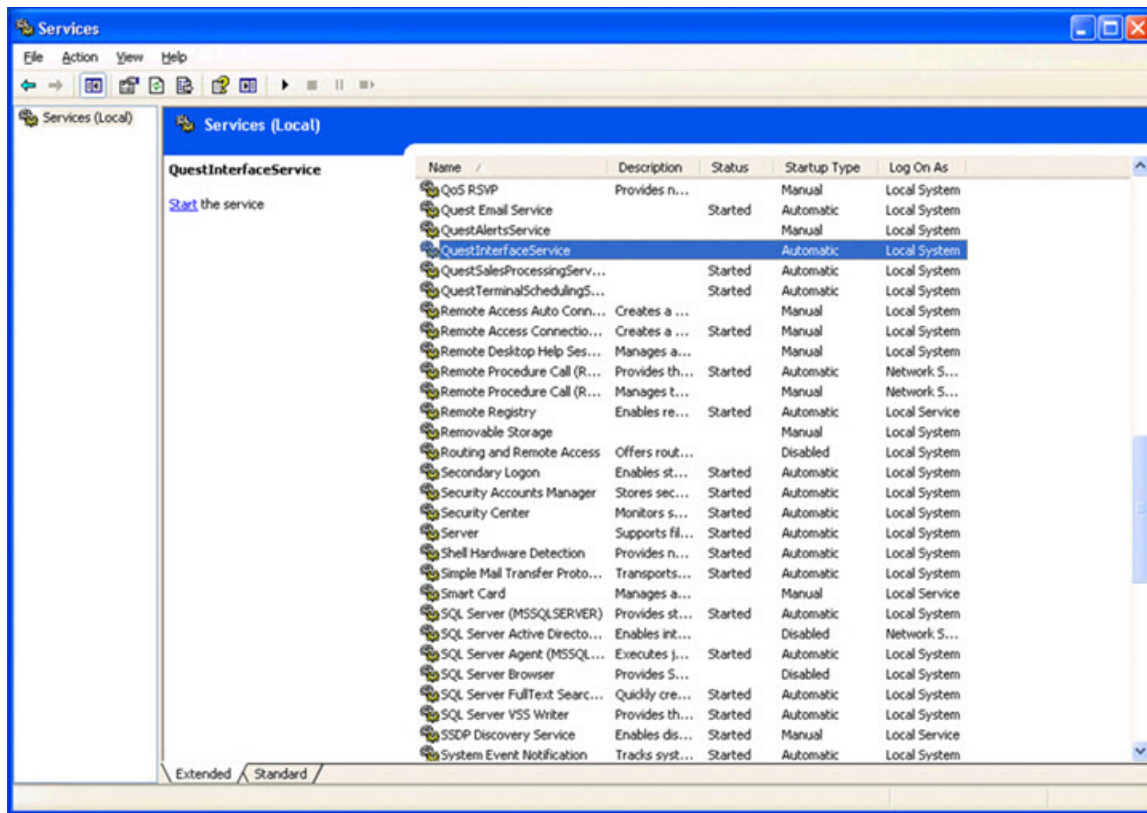 Services
File Action View Help
Services (Local)
Services (Local)
QuestInterfaceService
Start the service
Name Description Status Startup Type Log On As
QoS RSVP Provides n... Manual Local System
Quest Email Service Started Automatic Local System
QuestAlertsService Manual Local System
QuestInterfaceService Automatic Local System
QuestSalesProcessingServ... Started Automatic Local System
QuestTerminalSchedulingS... Started Automatic Local System
Remote Access Auto Conn... Creates a ... Manual Local System
Remote Access Connectio... Creates a ... Started Manual Local System
Remote Desktop Help Ses... Manages a... Manual Local System
Remote Procedure Call (R... Provides th... Started Automatic Network S...
Remote Procedure Call (R... Manages t... Manual Network S...
Remote Registry Enables re... Started Automatic Local Service
Removable Storage Manual Local System
Routing and Remote Access Offers rout... Disabled Local System
Secondary Logon Enables st... Started Automatic Local System
Security Accounts Manager Stores sec... Started Automatic Local System
Security Center Monitors s... Started Automatic Local System
Server Supports fil... Started Automatic Local System
Shell Hardware Detection Provides n... Started Automatic Local System
Simple Mail Transfer Proto... Transports... Started Automatic Local System
Smart Card Manages a... Manual Local Service
SQL Server (MSSQLSERVER) Provides st... Started Automatic Local System
SQL Server Active Directo... Enables int... Disabled Network S...
SQL Server Agent (MSSQL... Executes j... Started Automatic Local System
SQL Server Browser Provides S... Disabled Local System
SQL Server FullText Searc... Quickly cre... Started Automatic Local System
SQL Server VSS Writer Provides th... Started Automatic Local System
SSDP Discovery Service Enables dis... Started Manual Local Service
System Event Notification Tracks syst... Started Automatic Local System
Extended Standard